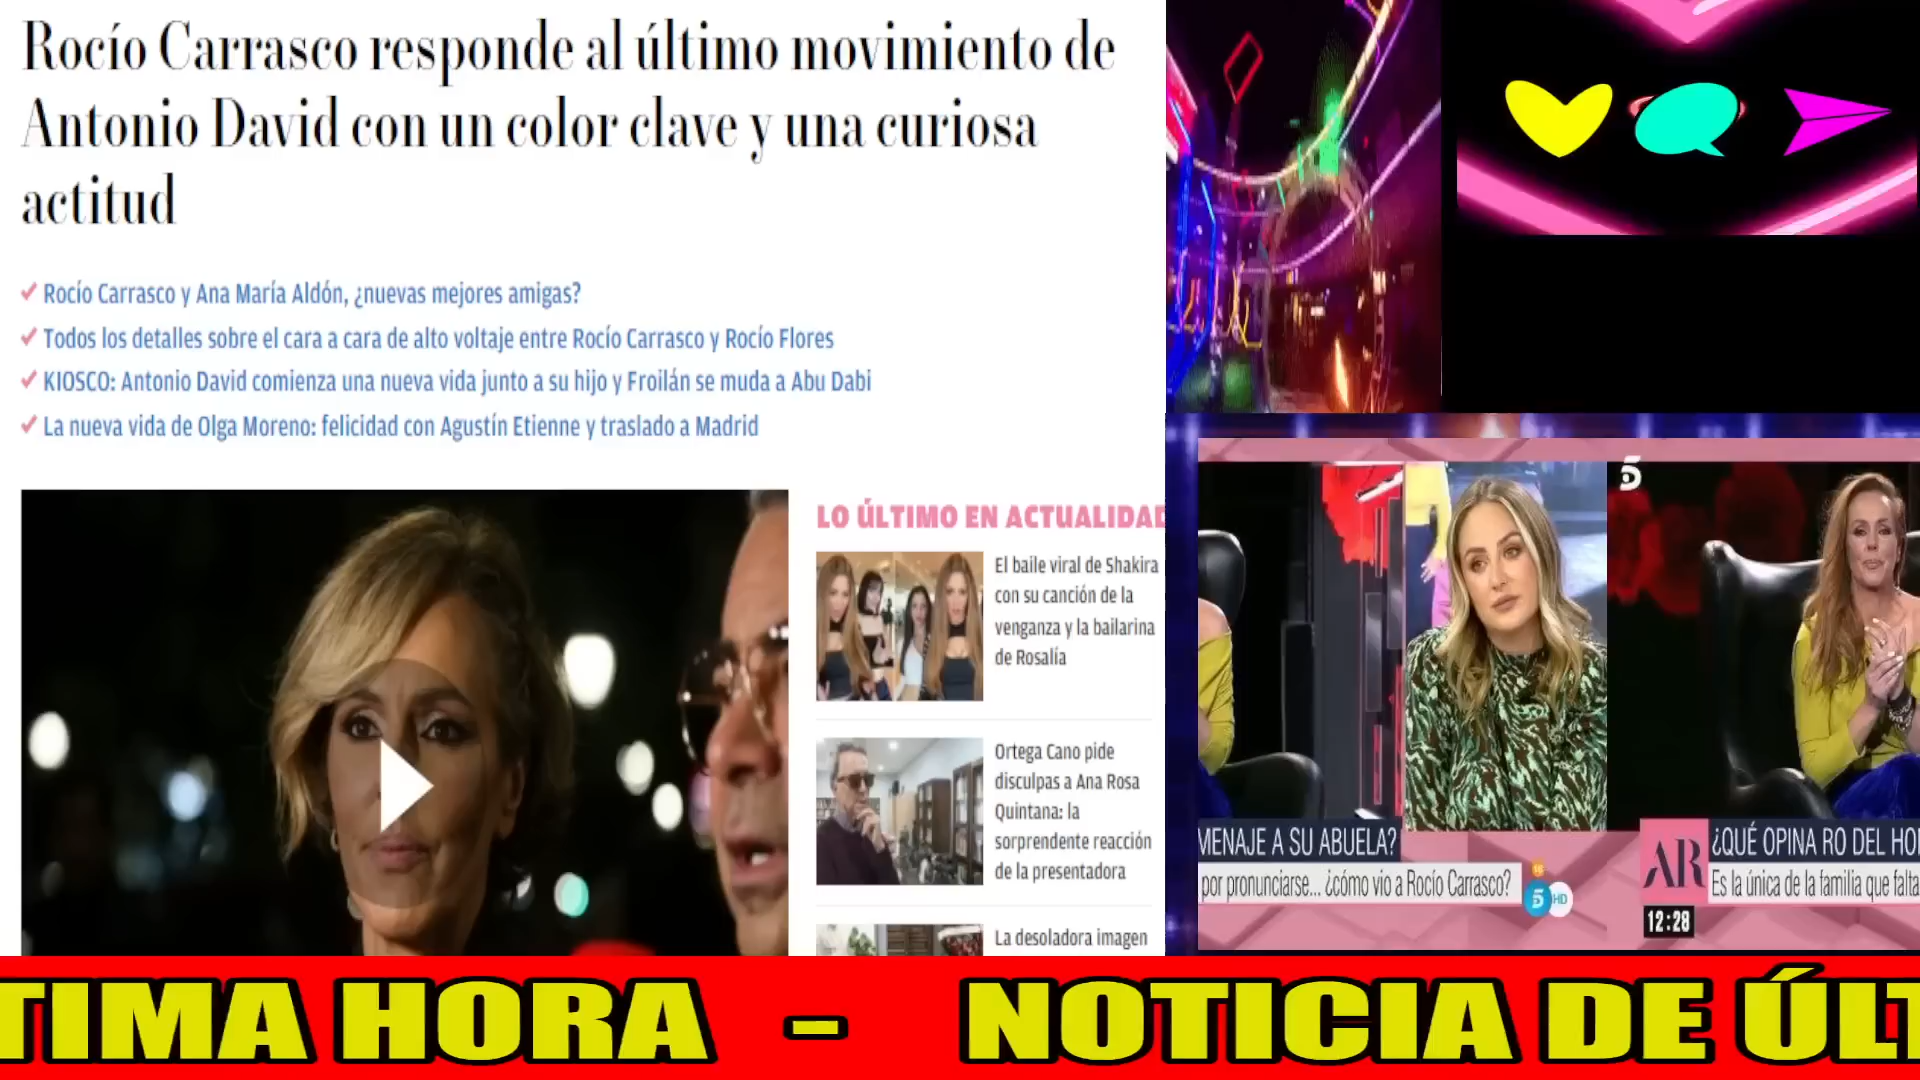 Rocío Carrasco responde al último movimiento de
Antonio David con un color clave y una curiosa
actitud
Rocío Carrasco y Ana María Aldón, ¿nuevas mejores amigas?
Todos los detalles sobre el cara a cara de alto voltaje entre Rocío Carrasco y Rocío Flores
KIOSCO: Antonio David comienza una nueva vida junto a su hijo y Froilán se muda a Abu Dabi
La nueva vida de Olga Moreno: felicidad con Agustín Etienne y traslado a Madrid
LO ÚLTIMO EN ACTUALIDAD
El baile viral de Shakira
con su canción de la
venganza y la bailarina
de Rosalía
Ortega Cano pide
disculpas a Ana Rosa
Quintana: la
sorprendente reacción
de la presentadora
La desoladora imagen
5
MENAJE A SU ABUELA?
por pronunciarse... ¿cómo vio a Rocío Carrasco?
5 HD
AR
¿QUÉ OPINA RO DEL HO
Es la única de la familia que falta
12:28
TIMA HORA - NOTICIA DE ÚLT